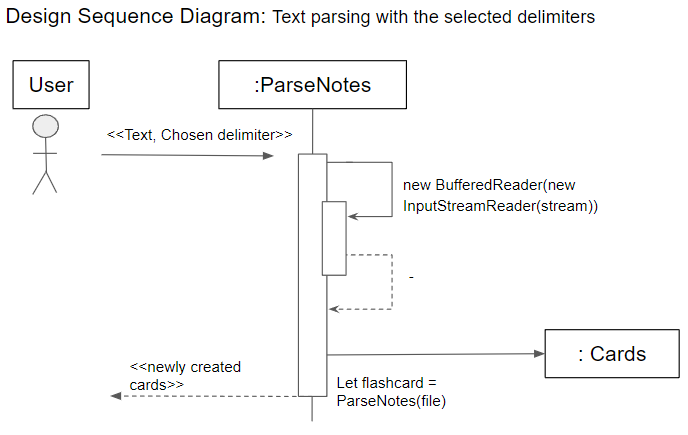 Design Sequence Diagram: Text parsing with the selected delimiters
User
:ParseNotes
<<Text, Chosen delimiter>>
new BufferedReader(new
InputStreamReader(stream))
-
: Cards
<<newly created
cards>>
Let flashcard =
ParseNotes(file)